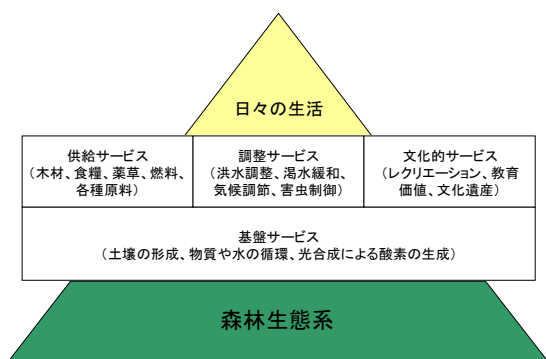 日々の生活
供給サービス
(木材、食糧、薬草、燃料、
各種原料)
調整サービス
(洪水調整、渇水緩和、
気候調節、害虫制御)
文化的サービス
(レクリエーション、教育
価値、文化遺産)
基盤サービス
(土壌の形成、物質や水の循環、光合成による酸素の生成)
森林生態系